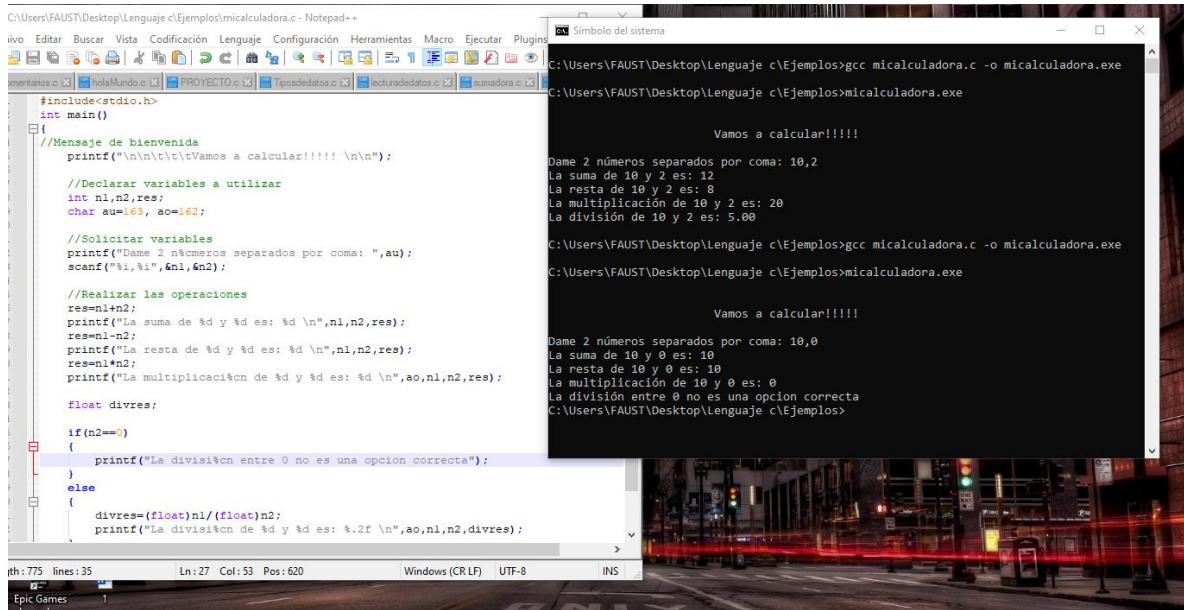 C:\Users\FAUST\Desktop\Lenguaje c\Ejemplos\micalculadora.c - Notepad++
ivo Editar Buscar Vista Codificación Lenguaje Configuración Herramientas Macro Ejecutar Plugins
omentarios.c holaMundo.c PROYECTO.c Tiposdedatos.c lecturadedatos.c sumadora.c
#include<stdio.h>
int main()
{
//Mensaje de bienvenida
printf("\n\n\t\t\tVamos a calcular!!!!! \n\n");
//Declarar variables a utilizar
int n1,n2,res;
char au=163, ao=162;
//Solicitar variables
printf("Dame 2 n%cmeros separados por coma: ",au);
scanf("%i,%i",&n1,&n2);
//Realizar las operaciones
res=n1+n2;
printf("La suma de %d y %d es: %d \n",n1,n2,res);
res=n1-n2;
printf("La resta de %d y %d es: %d \n",n1,n2,res);
res=n1*n2;
printf("La multiplicaci%cn de %d y %d es: %d \n",ao,n1,n2,res);
float divres;
if(n2==0)
{
printf("La divisi%cn entre 0 no es una opcion correcta");
}
else
{
divres=(float)n1/(float)n2;
printf("La divisi%cn de %d y %d es: %.2f \n",ao,n1,n2,divres);
gth : 775 lines : 35 Ln : 27 Col : 53 Pos : 620 Windows (CR LF) UTF-8 INS
Símbolo del sistema
C:\Users\FAUST\Desktop\Lenguaje c\Ejemplos>gcc micalculadora.c -o micalculadora.exe
C:\Users\FAUST\Desktop\Lenguaje c\Ejemplos>micalculadora.exe
Vamos a calcular!!!!!
Dame 2 números separados por coma: 10,2
La suma de 10 y 2 es: 12
La resta de 10 y 2 es: 8
La multiplicación de 10 y 2 es: 20
La división de 10 y 2 es: 5.00
C:\Users\FAUST\Desktop\Lenguaje c\Ejemplos>gcc micalculadora.c -o micalculadora.exe
C:\Users\FAUST\Desktop\Lenguaje c\Ejemplos>micalculadora.exe
Vamos a calcular!!!!!
Dame 2 números separados por coma: 10,0
La suma de 10 y 0 es: 10
La resta de 10 y 0 es: 10
La multiplicación de 10 y 0 es: 0
La división entre 0 no es una opcion correcta
C:\Users\FAUST\Desktop\Lenguaje c\Ejemplos>
Epic Games 1
ONLY